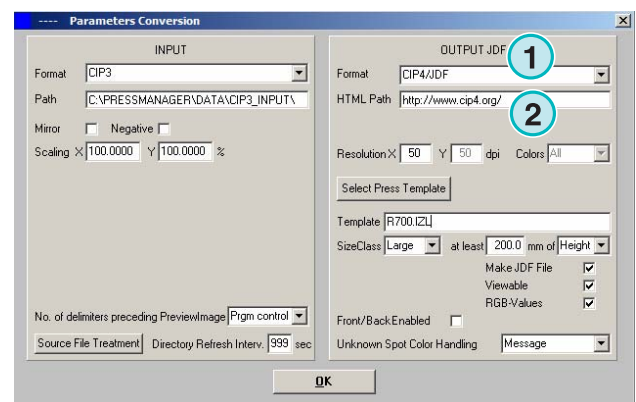 ---- Parameters Conversion
INPUT
Format CIP3
Path C:\PRESSMANAGER\DATA\CIP3_INPUT\
Mirror Negative
Scaling X 100.0000 Y 100.0000 %
No. of delimiters preceding PreviewImage Prgm control
Source File Treatment Directory Refresh Interv. 999 sec
OUTPUT JDF
1
Format CIP4/JDF
HTML Path http://www.cip4.org/
2
Resolution X 50 Y 50 dpi Colors All
Select Press Template
Template R700.IZL
SizeClass Large at least 200.0 mm of Height
Make JDF File
Viewable
RGB-Values
Front/Back Enabled
Unknown Spot Color Handling Message
OK